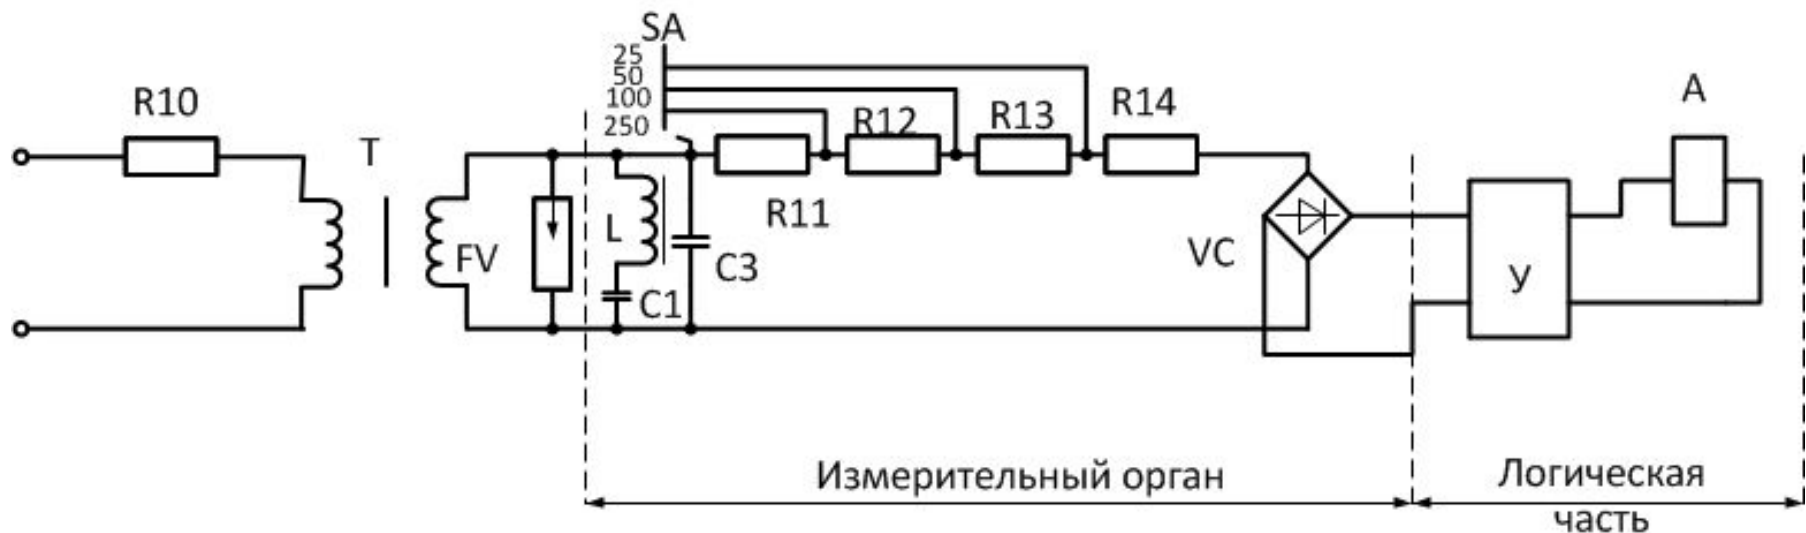 SA
25
50
100
250
R10
T
FV
L
C1
C3
R11
R12
R13
R14
VC
У
А
Измерительный орган
Логическая
часть